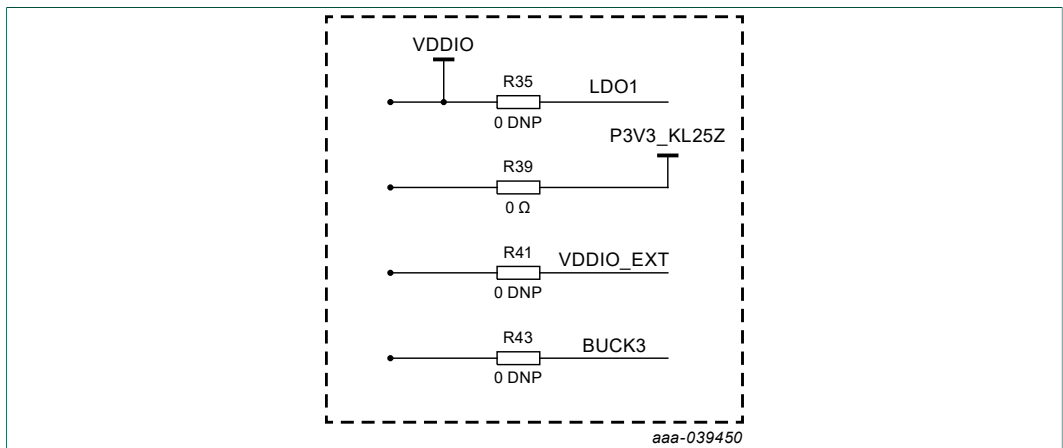 VDDIO
R35
LDO1
0 DNP
P3V3_KL25Z
R39
0 Ω
R41
VDDIO_EXT
0 DNP
R43
BUCK3
0 DNP
aaa-039450